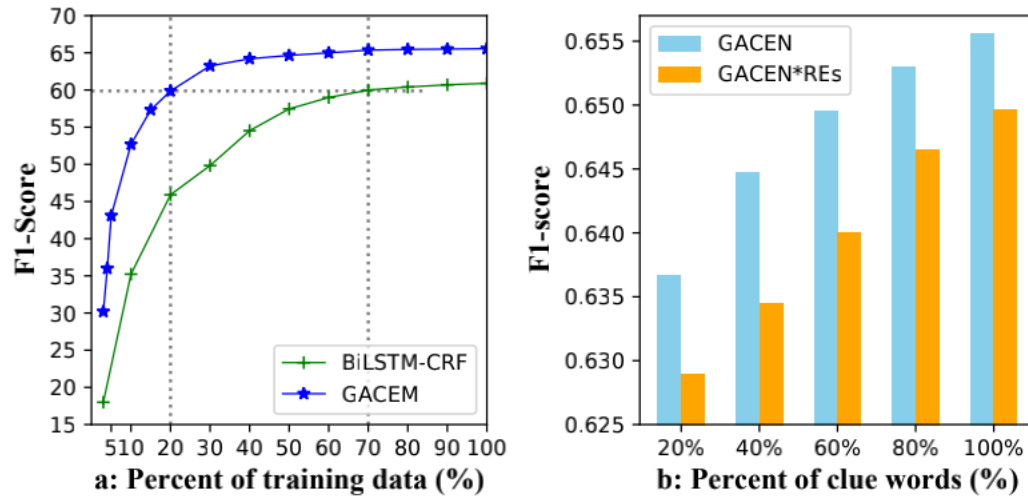 70
65
60
55
50
45
40
35
30
25
20
15
F1-Score
BiLSTM-CRF
GACEM
5 10 20 30 40 50 60 70 80 90 100
a: Percent of training data (%)
0.655
0.650
0.645
0.640
0.635
0.630
0.625
F1-score
GACEN
GACEN*REs
20% 40% 60% 80% 100%
b: Percent of clue words (%)